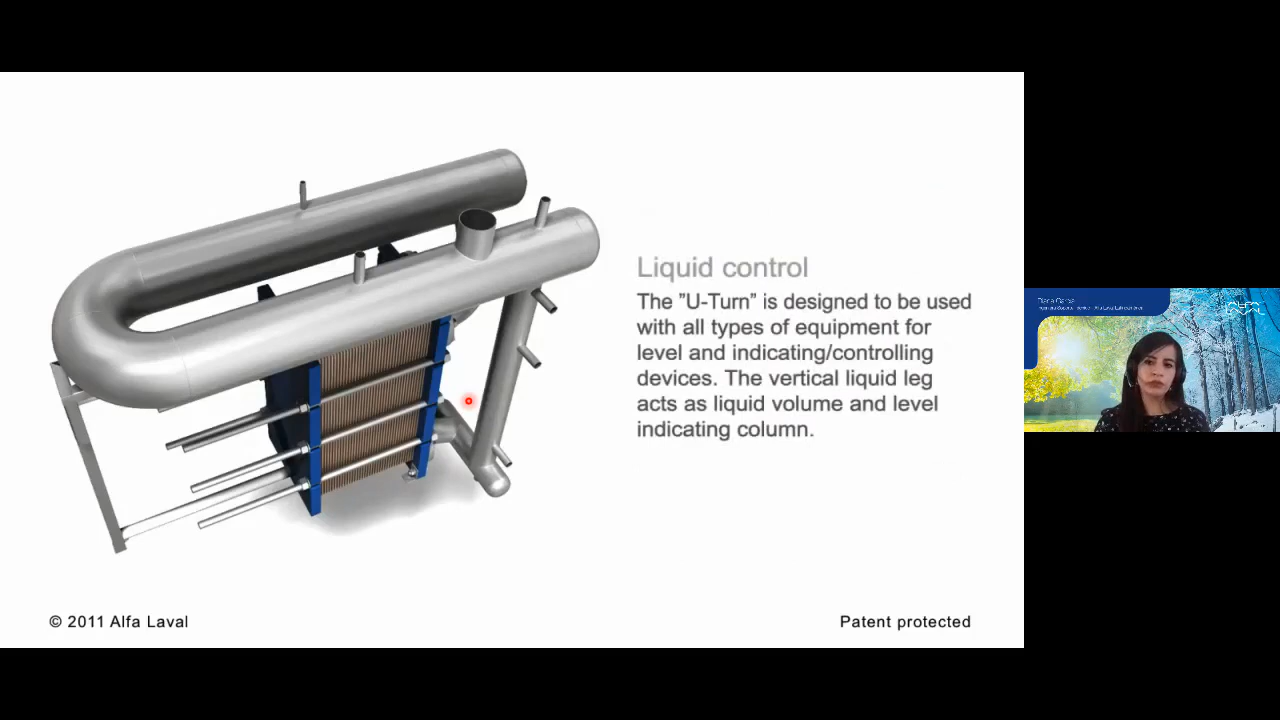 Liquid control
The ”U-Turn” is designed to be used
with all types of equipment for
level and indicating/controlling
devices. The vertical liquid leg
acts as liquid volume and level
indicating column.
© 2011 Alfa Laval
Patent protected